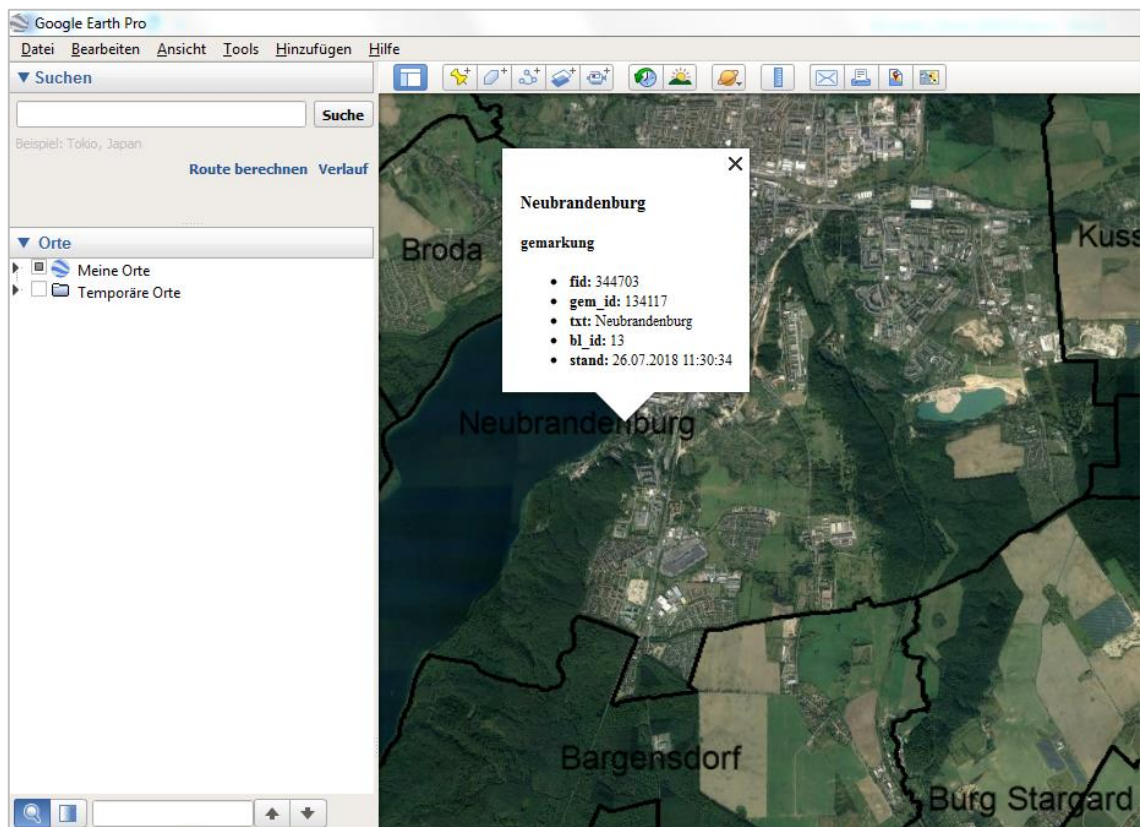 Google Earth Pro
Datei Bearbeiten Ansicht Tools Hinzufügen Hilfe
Suchen
Suche
Beispiel: Tokio, Japan
Route berechnen Verlauf
Orte
Meine Orte
Temporäre Orte
Neubrandenburg
gemarkung
fid: 344703
gem_id: 134117
txt: Neubrandenburg
bl_id: 13
stand: 26.07.2018 11:30:34
Broda
Kuss
Neubrandenburg
Bargensdorf
Burg Stargard